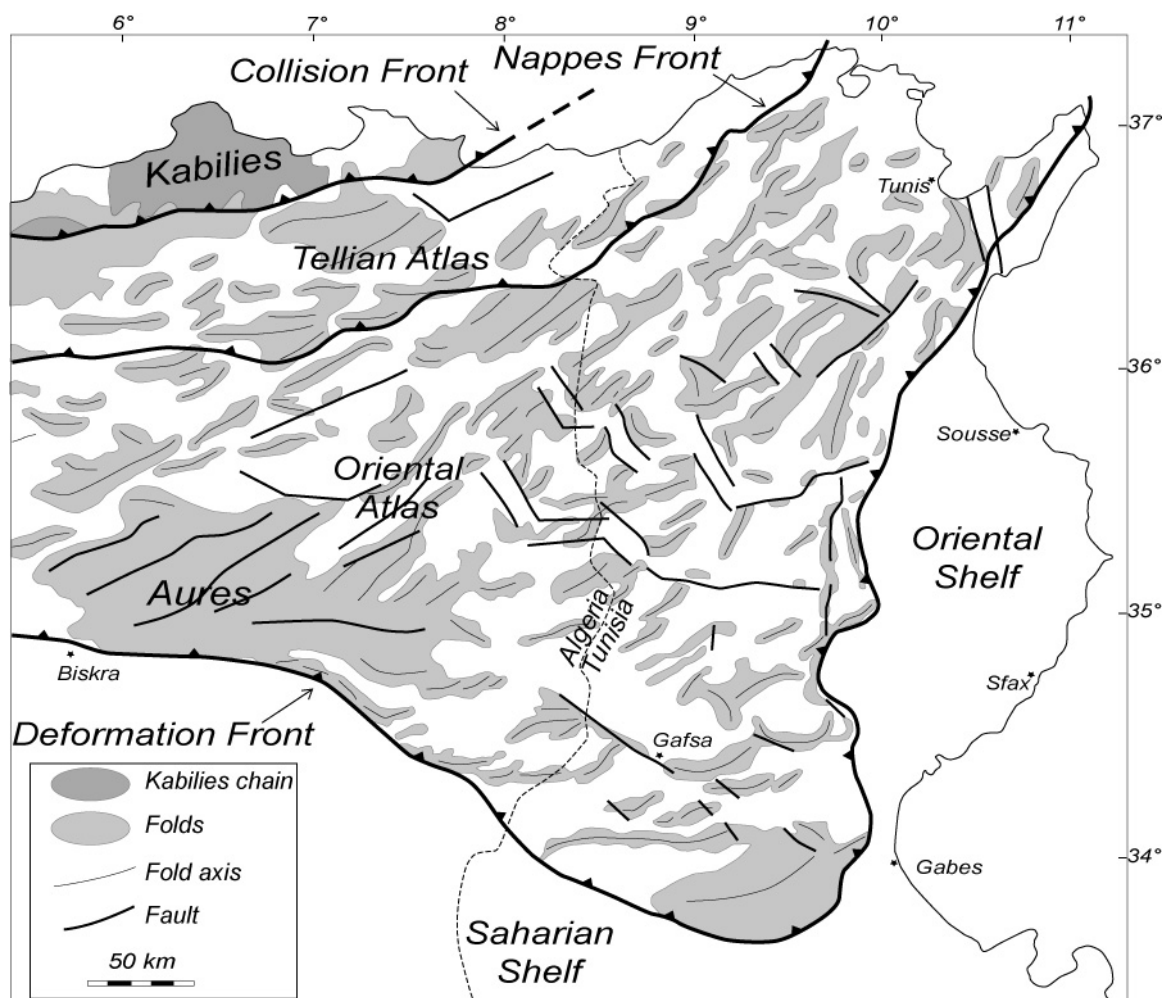 6° 7° 8° 9° 10° 11°
Collision Front
Nappes Front
37°
Kabilies
Tunis
Tellian Atlas
36°
Sousse
Oriental
Atlas
Oriental
Shelf
Aures
35°
Algeria
Tunisia
Biskra
Sfax
Deformation Front
Gafsa
Kabilies chain
Folds
34°
Gabes
Fold axis
Fault
Saharian
Shelf
50 km